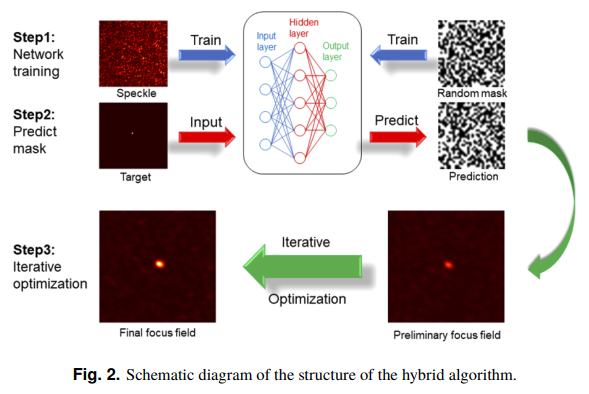 Step1:
Network
training
Speckle
Train
Input
layer
Hidden
layer
Output
layer
Train
Random mask
Step2:
Predict
mask
Target
Input
Predict
Prediction
Step3:
Iterative
optimization
Final focus field
Iterative
Optimization
Preliminary focus field
Fig. 2. Schematic diagram of the structure of the hybrid algorithm.